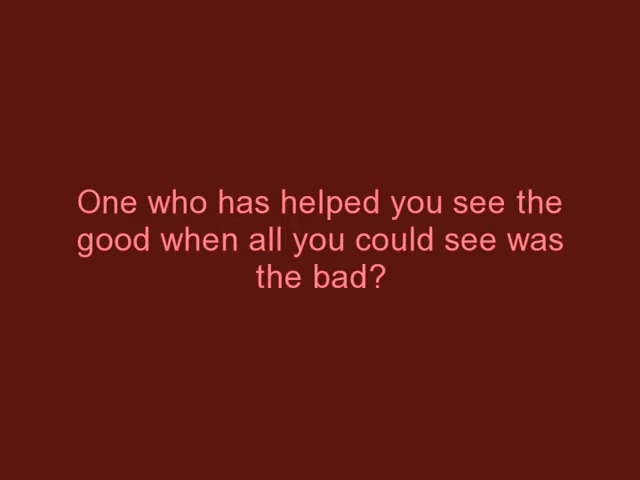 One who has helped you see the
good when all you could see was
the bad?